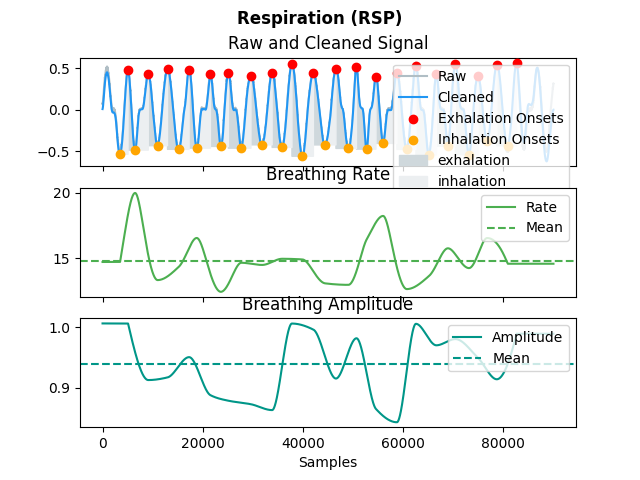 Respiration (RSP)
Raw and Cleaned Signal
0.5
0.0
−0.5
Raw
Cleaned
Exhalation Onsets
Inhalation Onsets
exhalation
inhalation
Breathing Rate
20
15
Rate
Mean
Breathing Amplitude
1.0
0.9
Amplitude
Mean
0
20000
40000
60000
80000
Samples